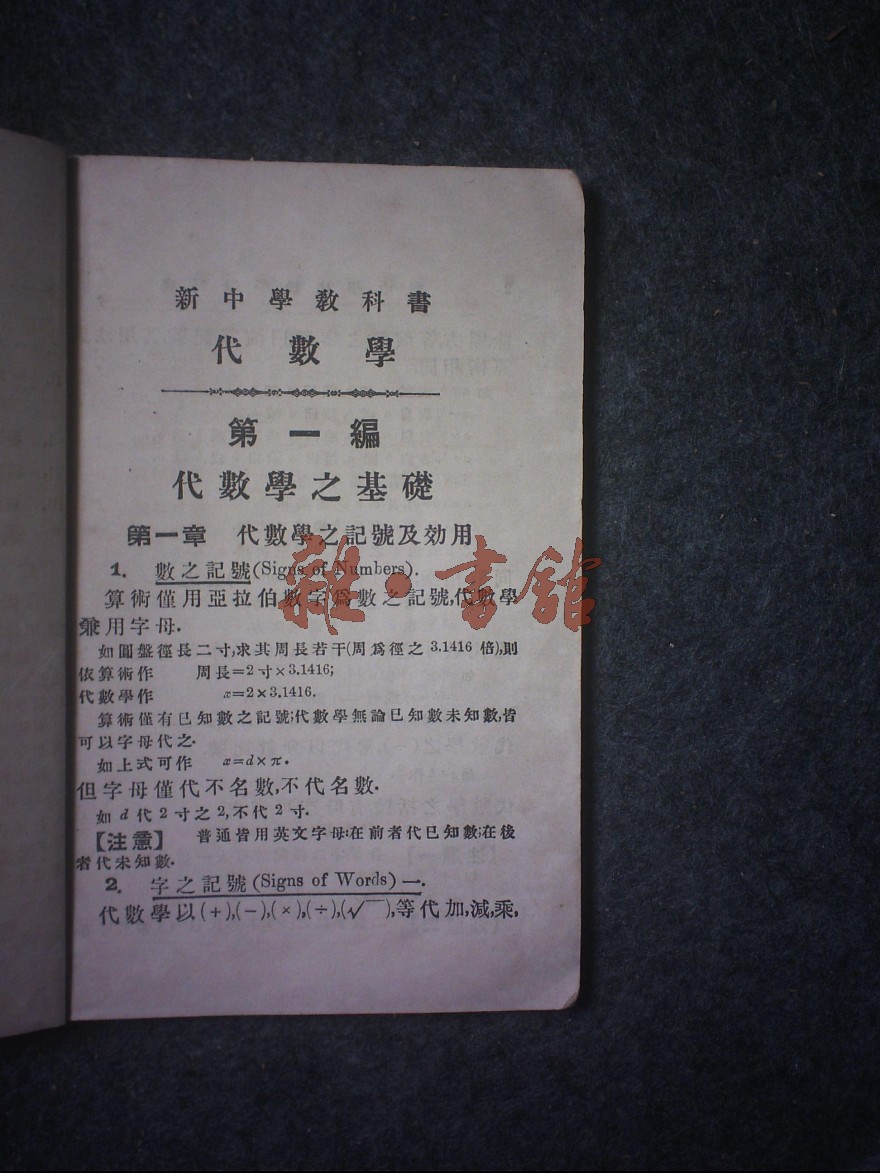 新中學教科書
代數學
第一編
代數學之基礎
第一章 代數學之記號及効用
1. 數之記號(Signs of Numbers).
算術僅用亞拉伯數字爲數之記號,代數學
兼用字母.
如圓盤徑長二寸,求其周長若干(周爲徑之3.1416倍),則
依算術作 周長=2寸×3.1416;
代數學作 x=2×3.1416.
算術僅有已知數之記號;代數學無論已知數未知數,皆
可以字母代之.
如上式可作 x=d×π.
但字母僅代不名數,不代名數.
如d代2寸之2,不代2寸.
【注意】 普通皆用英文字母:在前者代已知數;在後
者代未知數.
2. 字之記號(Signs of Words)一.
代數學以(+),(−),(×),(÷),(√‾),等代加,減,乘,
雜·書館